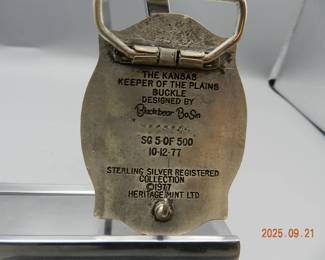 THE KANSAS
KEEPER OF THE PLAINS
BUCKLE
DESIGNED BY
Blackbear BoSin
SG 5 OF 500
10-12-77
STERLING SILVER REGISTERED
COLLECTION
©1977
HERITAGE MINT LTD
2025.09.21